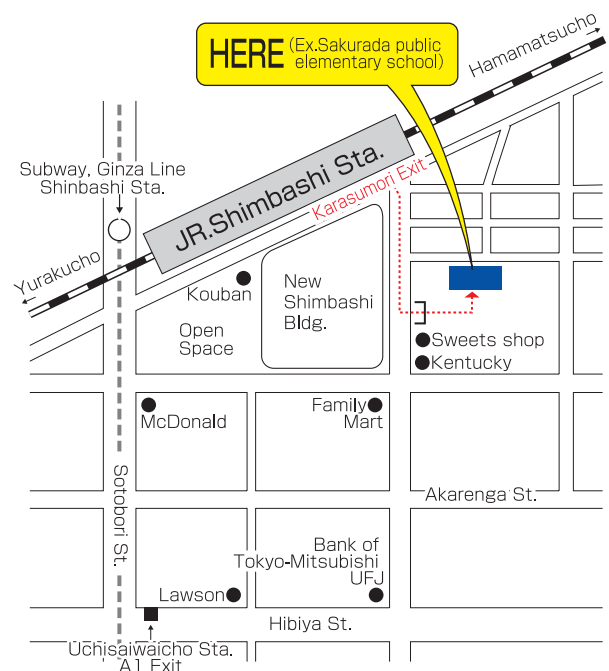 HERE (Ex.Sakurada public
elementary school)
Hamamatsucho
Subway, Ginza Line
Shinbashi Sta.
JR.Shimbashi Sta.
Karasumori Exit
Yurakucho
Kouban
New
Shimbashi
Bldg.
Open
Space
Sweets shop
Kentucky
McDonald
Family
Mart
Sotobori St.
Akarenga St.
Bank of
Tokyo-Mitsubishi
UFJ
Lawson
Hibiya St.
Uchisaiwaicho Sta.
A1 Exit